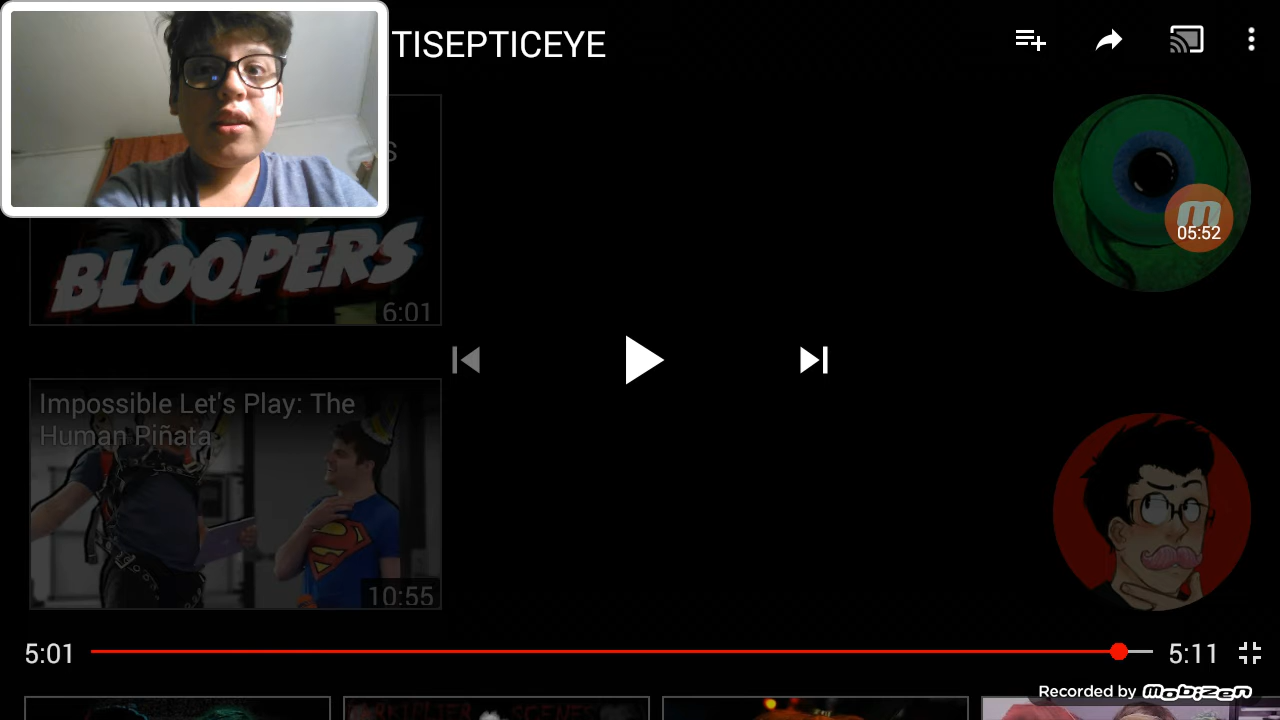 TISEPTICEYE
S
BLOOPERS
6:01
05:52
Impossible Let's Play: The
Human Piñata
10:55
5:01
5:11
Recorded by Mobizen